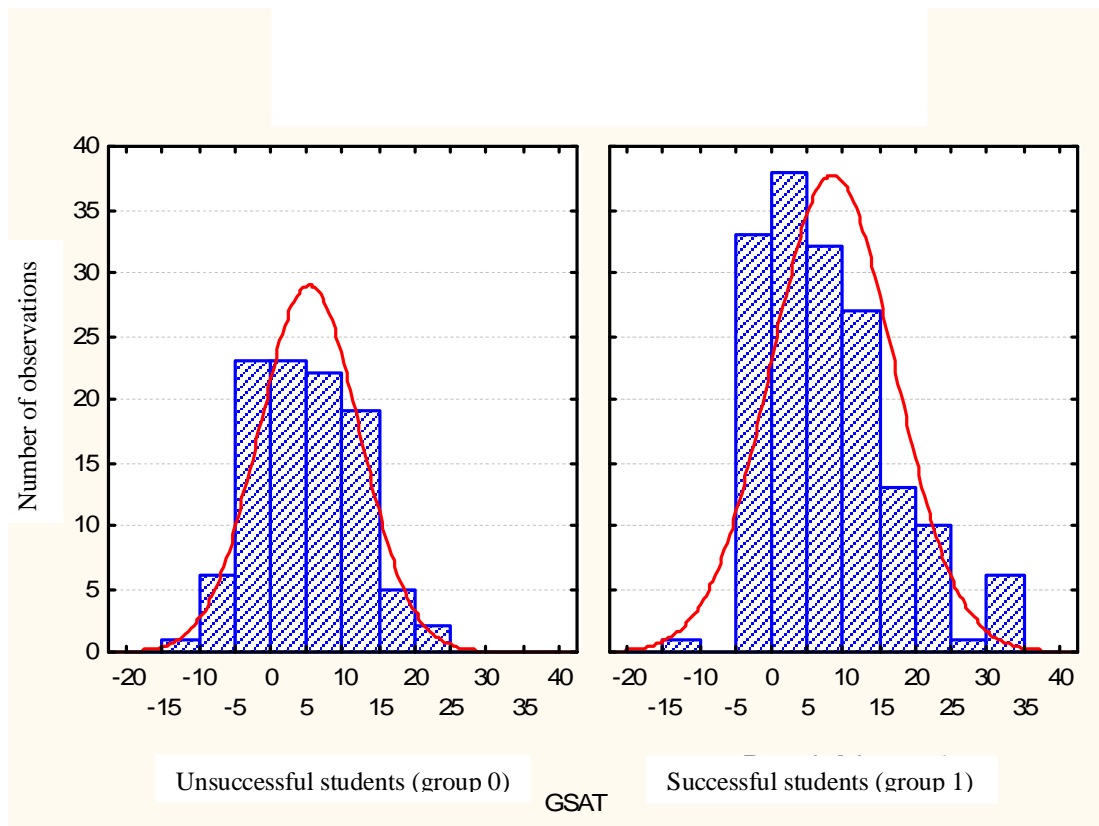 Number of observations
40
35
30
25
20
15
10
5
0
-20 -10 0 10 20 30 40
-15 -5 5 15 25 35
-20 -10 0 10 20 30 40
-15 -5 5 15 25 35
Unsuccessful students (group 0)
Successful students (group 1)
GSAT